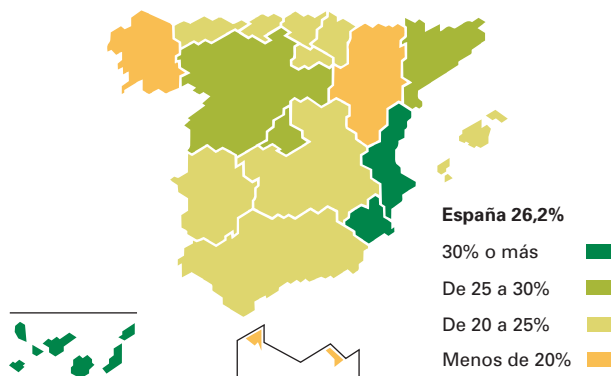 España 26,2%
30% o más
De 25 a 30%
De 20 a 25%
Menos de 20%